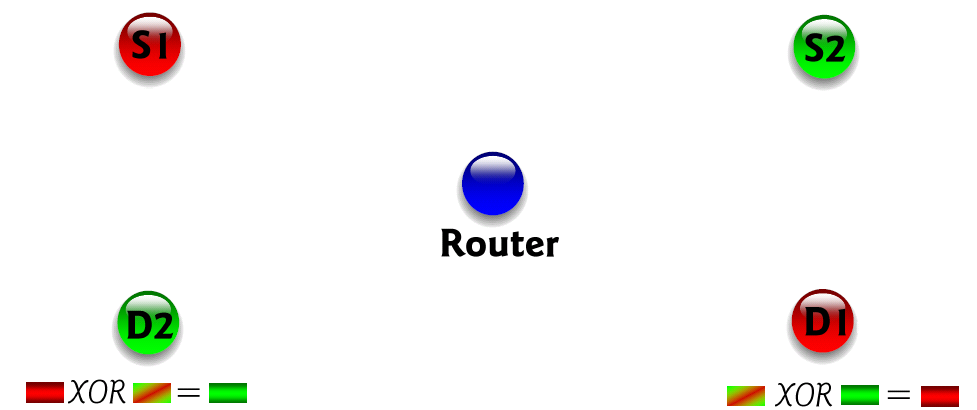 S1
S2
Router
D2
D1
XOR =
XOR =